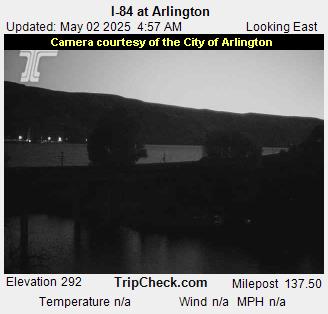 I-84 at Arlington
Updated: May 02 2025 4:57 AM Looking East
Camera courtesy of the City of Arlington
Elevation 292 TripCheck.com Milepost 137.50
Temperature n/a Wind n/a MPH n/a